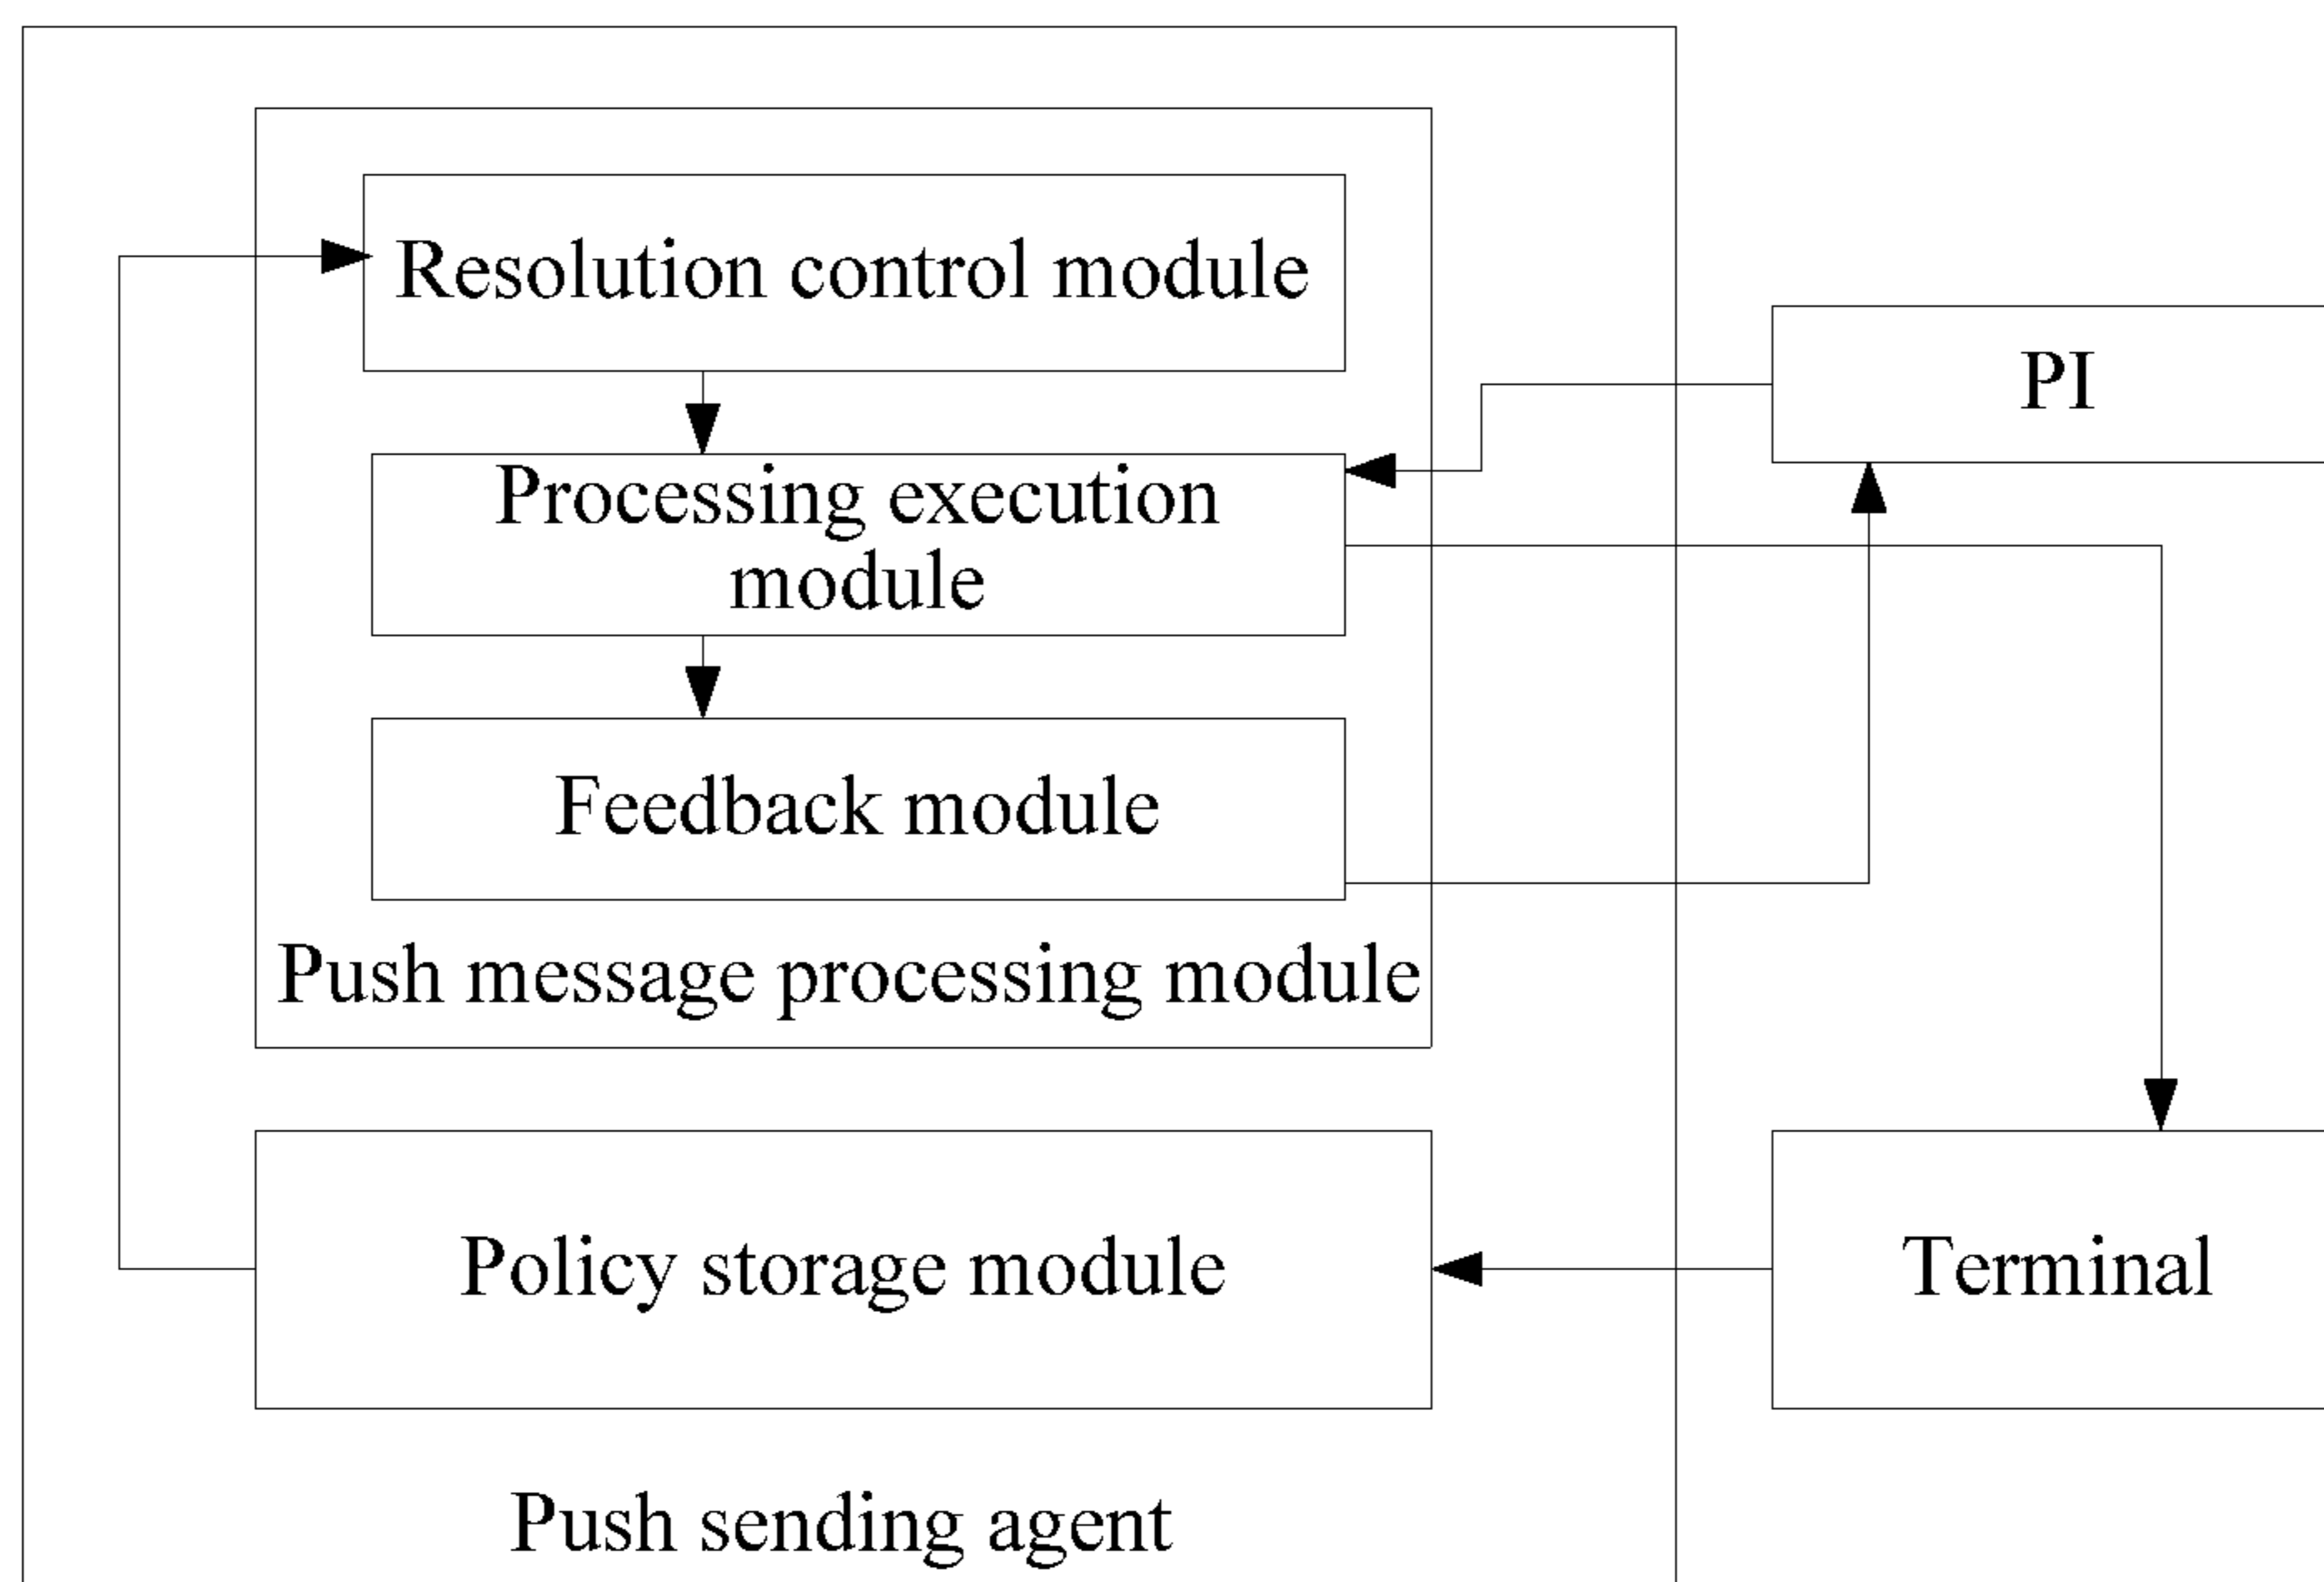 Resolution control module
PI
Processing execution
module
Feedback module
Push message processing module
Policy storage module
Terminal
Push sending agent